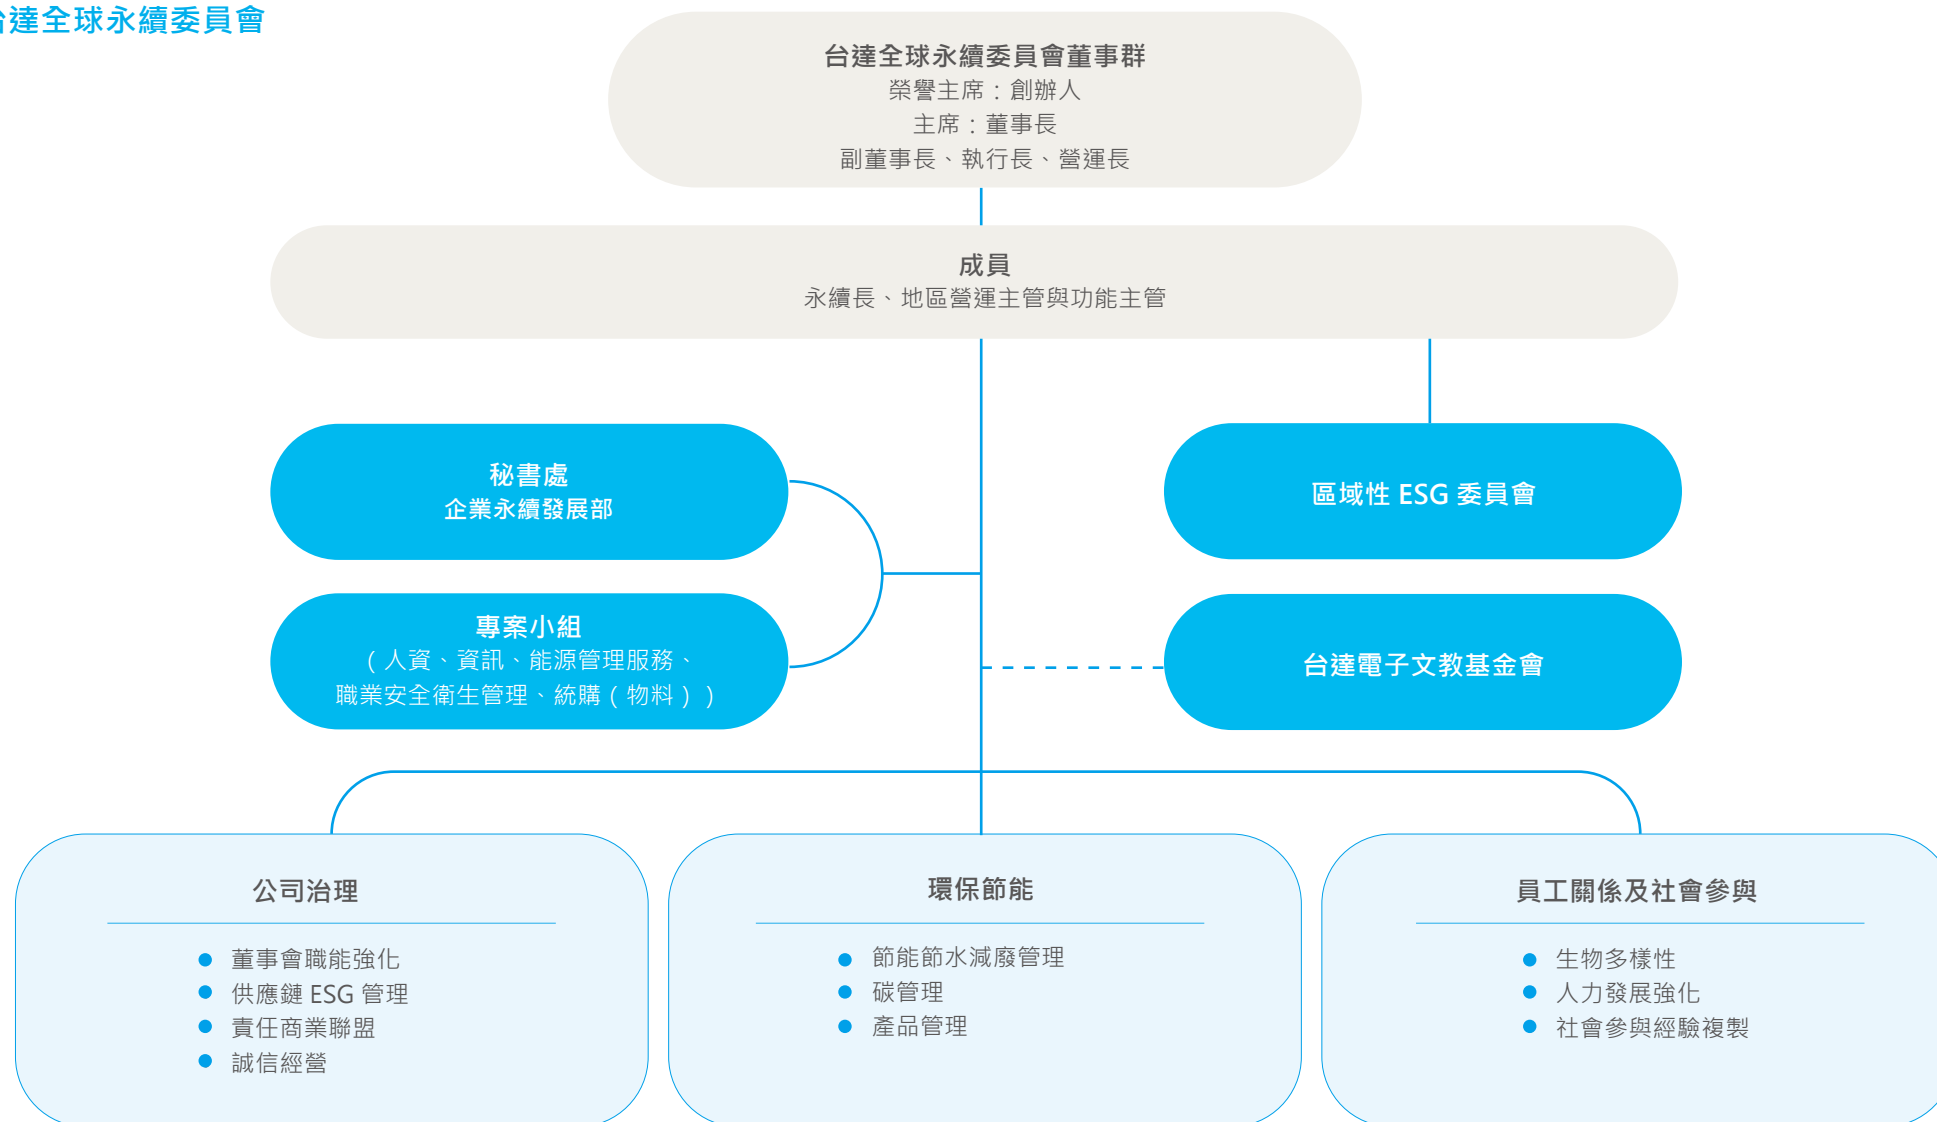 台達全球永續委員會
台達全球永續委員會董事群
榮譽主席：創辦人
主席：董事長
副董事長、執行長、營運長
成員
永續長、地區營運主管與功能主管
秘書處
企業永續發展部
區域性 ESG 委員會
專案小組
（人資、資訊、能源管理服務、
職業安全衛生管理、統購（物料））
台達電子文教基金會
公司治理
董事會職能強化
供應鏈 ESG 管理
責任商業聯盟
誠信經營
環保節能
節能節水減廢管理
碳管理
產品管理
員工關係及社會參與
生物多樣性
人力發展強化
社會參與經驗複製